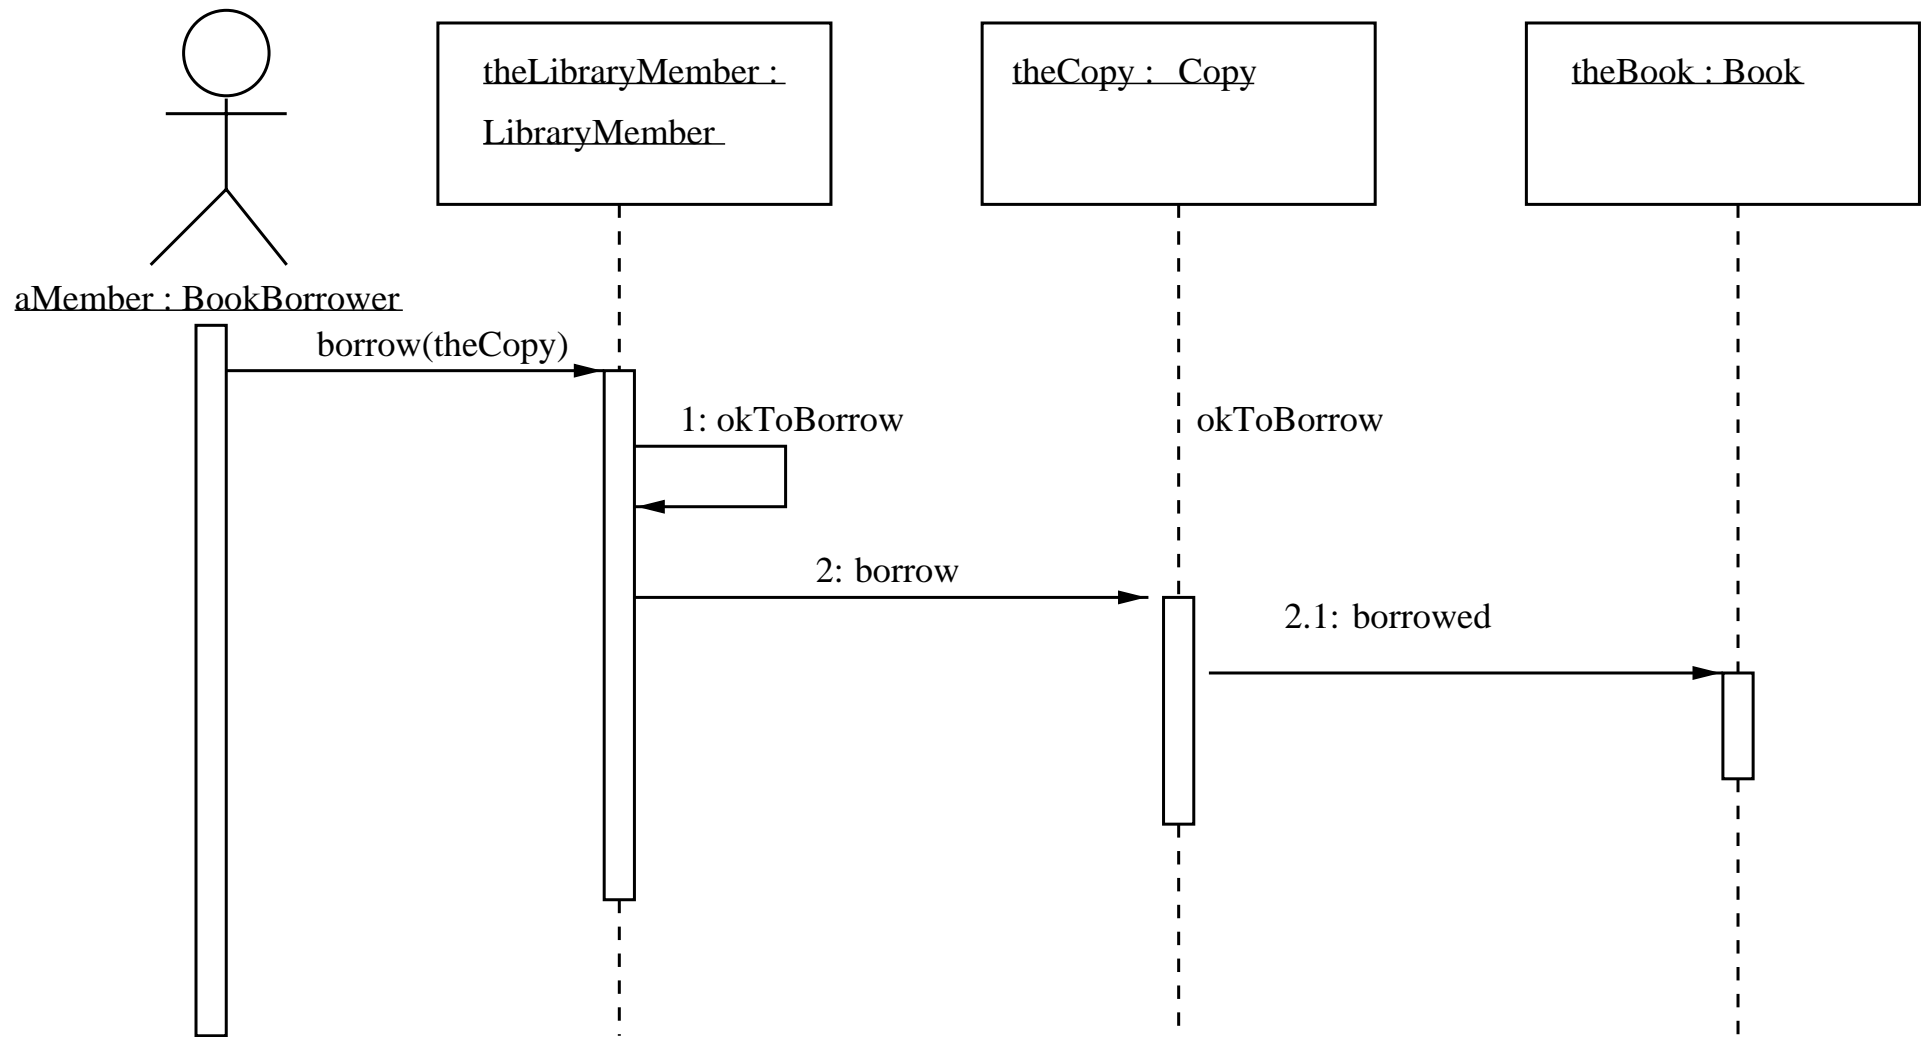 theLibraryMember :
LibraryMember
theCopy : Copy
theBook : Book
aMember : BookBorrower
borrow(theCopy)
1: okToBorrow
okToBorrow
2: borrow
2.1: borrowed